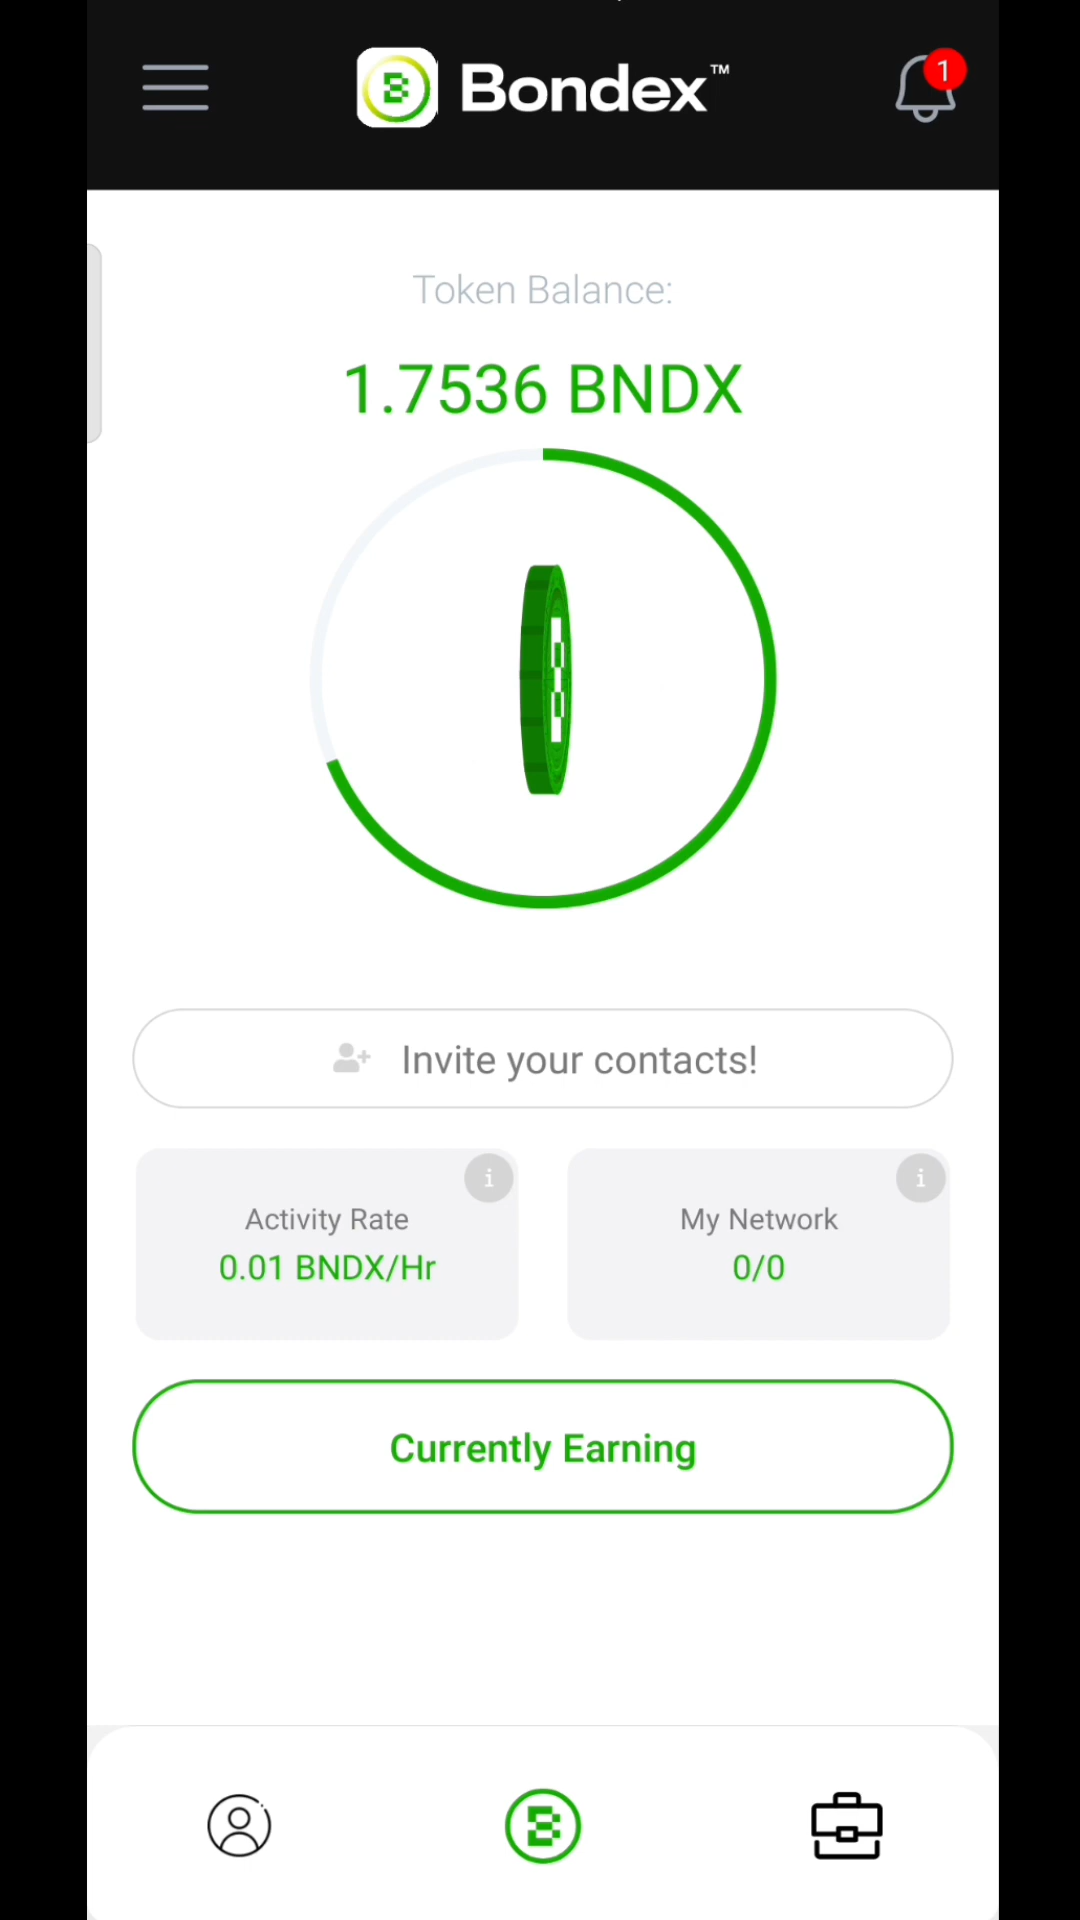 Bondex™
1
Token Balance:
1.7536 BNDX
Invite your contacts!
Activity Rate
0.01 BNDX/Hr
My Network
0/0
Currently Earning